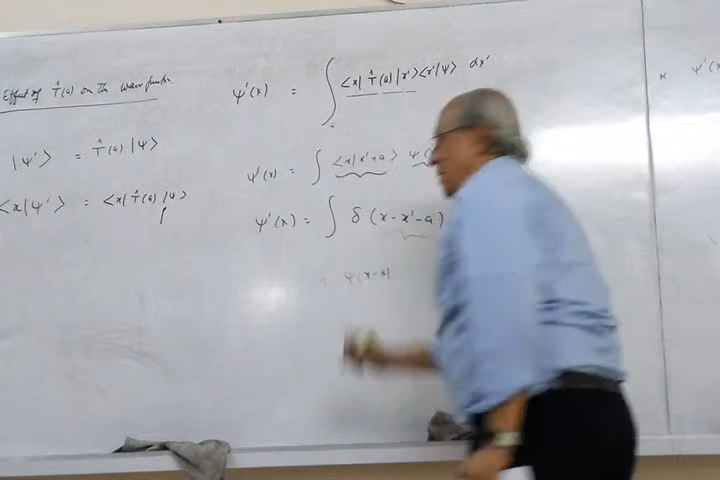 Effect of T̂(a) on the wave function
|ψ'> = T̂(a) |ψ>
<x|ψ'> = <x| T̂(a) |ψ>
ψ'(x) = ∫ <x| T̂(a) |x'> <x'|ψ> dx'
ψ'(x) = ∫ <x|x'+a> ψ(
ψ'(x) = ∫ δ (x-x'-a)
= ψ(x-a)
ψ'(x